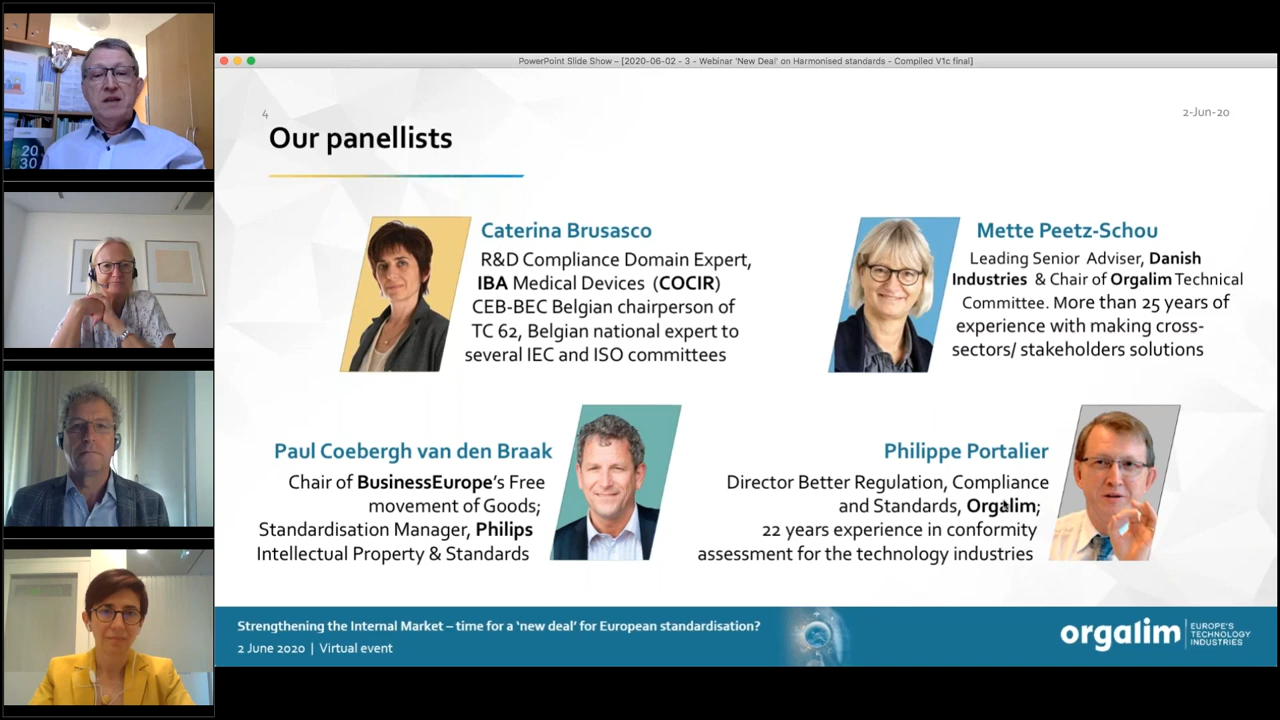 PowerPoint Slide Show – [2020-06-02 - 3 - Webinar 'New Deal' on Harmonised standards - Compiled V1c final]
4
2-Jun-20
Our panellists
Caterina Brusasco
R&D Compliance Domain Expert,
IBA Medical Devices (COCIR)
CEB-BEC Belgian chairperson of
TC 62, Belgian national expert to
several IEC and ISO committees
Mette Peetz-Schou
Leading Senior Adviser, Danish
Industries & Chair of Orgalim Technical
Committee. More than 25 years of
experience with making cross-
sectors/ stakeholders solutions
Paul Coebergh van den Braak
Chair of BusinessEurope's Free
movement of Goods;
Standardisation Manager, Philips
Intellectual Property & Standards
Philippe Portalier
Director Better Regulation, Compliance
and Standards, Orgalim;
22 years experience in conformity
assessment for the technology industries
Strengthening the Internal Market – time for a 'new deal' for European standardisation?
2 June 2020 | Virtual event
orgalim
EUROPE'S
TECHNOLOGY
INDUSTRIES
20
30